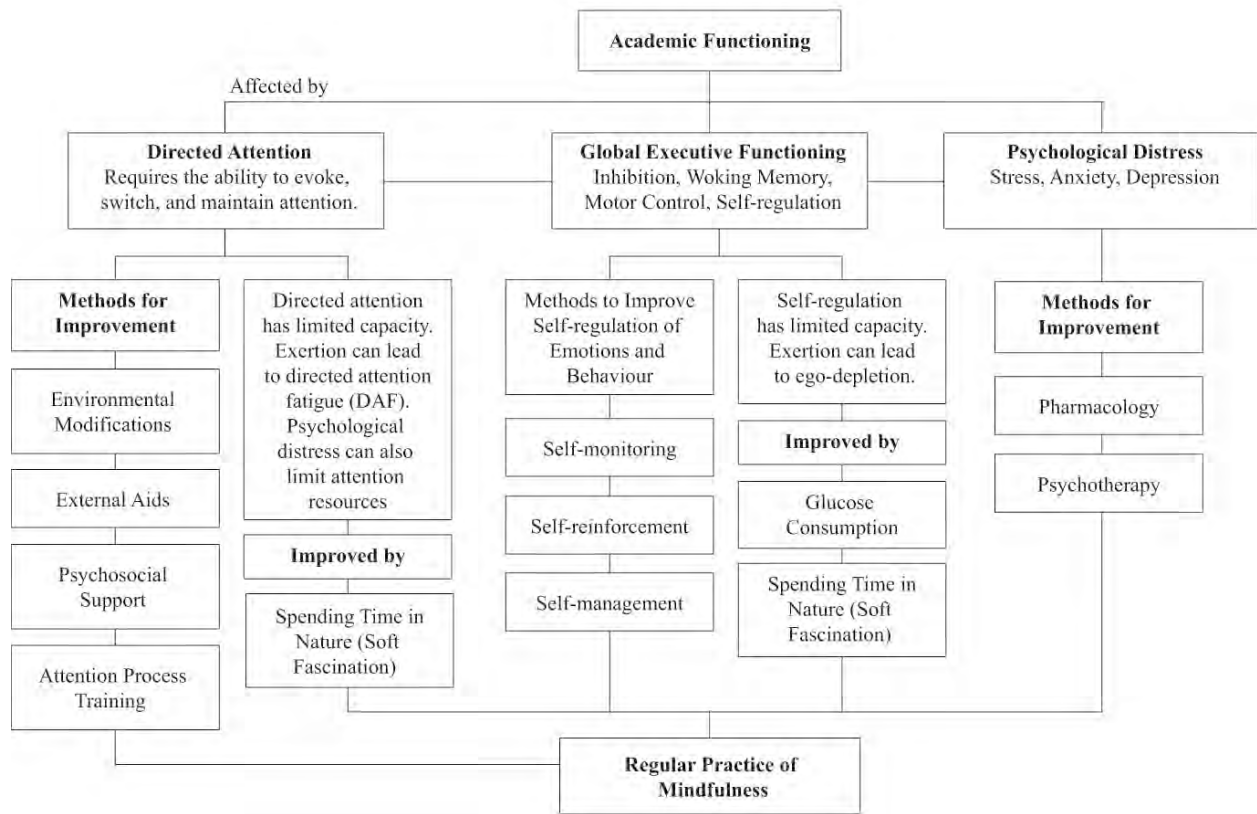 Academic Functioning
Affected by
Directed Attention
Requires the ability to evoke,
switch, and maintain attention.
Global Executive Functioning
Inhibition, Woking Memory,
Motor Control, Self-regulation
Psychological Distress
Stress, Anxiety, Depression
Methods for
Improvement
Environmental
Modifications
External Aids
Psychosocial
Support
Attention Process
Training
Directed attention
has limited capacity.
Exertion can lead
to directed attention
fatigue (DAF).
Psychological
distress can also
limit attention
resources
Improved by
Spending Time in
Nature (Soft
Fascination)
Methods to Improve
Self-regulation of
Emotions and
Behaviour
Self-monitoring
Self-reinforcement
Self-management
Self-regulation
has limited capacity.
Exertion can lead
to ego-depletion.
Improved by
Glucose
Consumption
Spending Time in
Nature (Soft
Fascination)
Methods for
Improvement
Pharmacology
Psychotherapy
Regular Practice of
Mindfulness